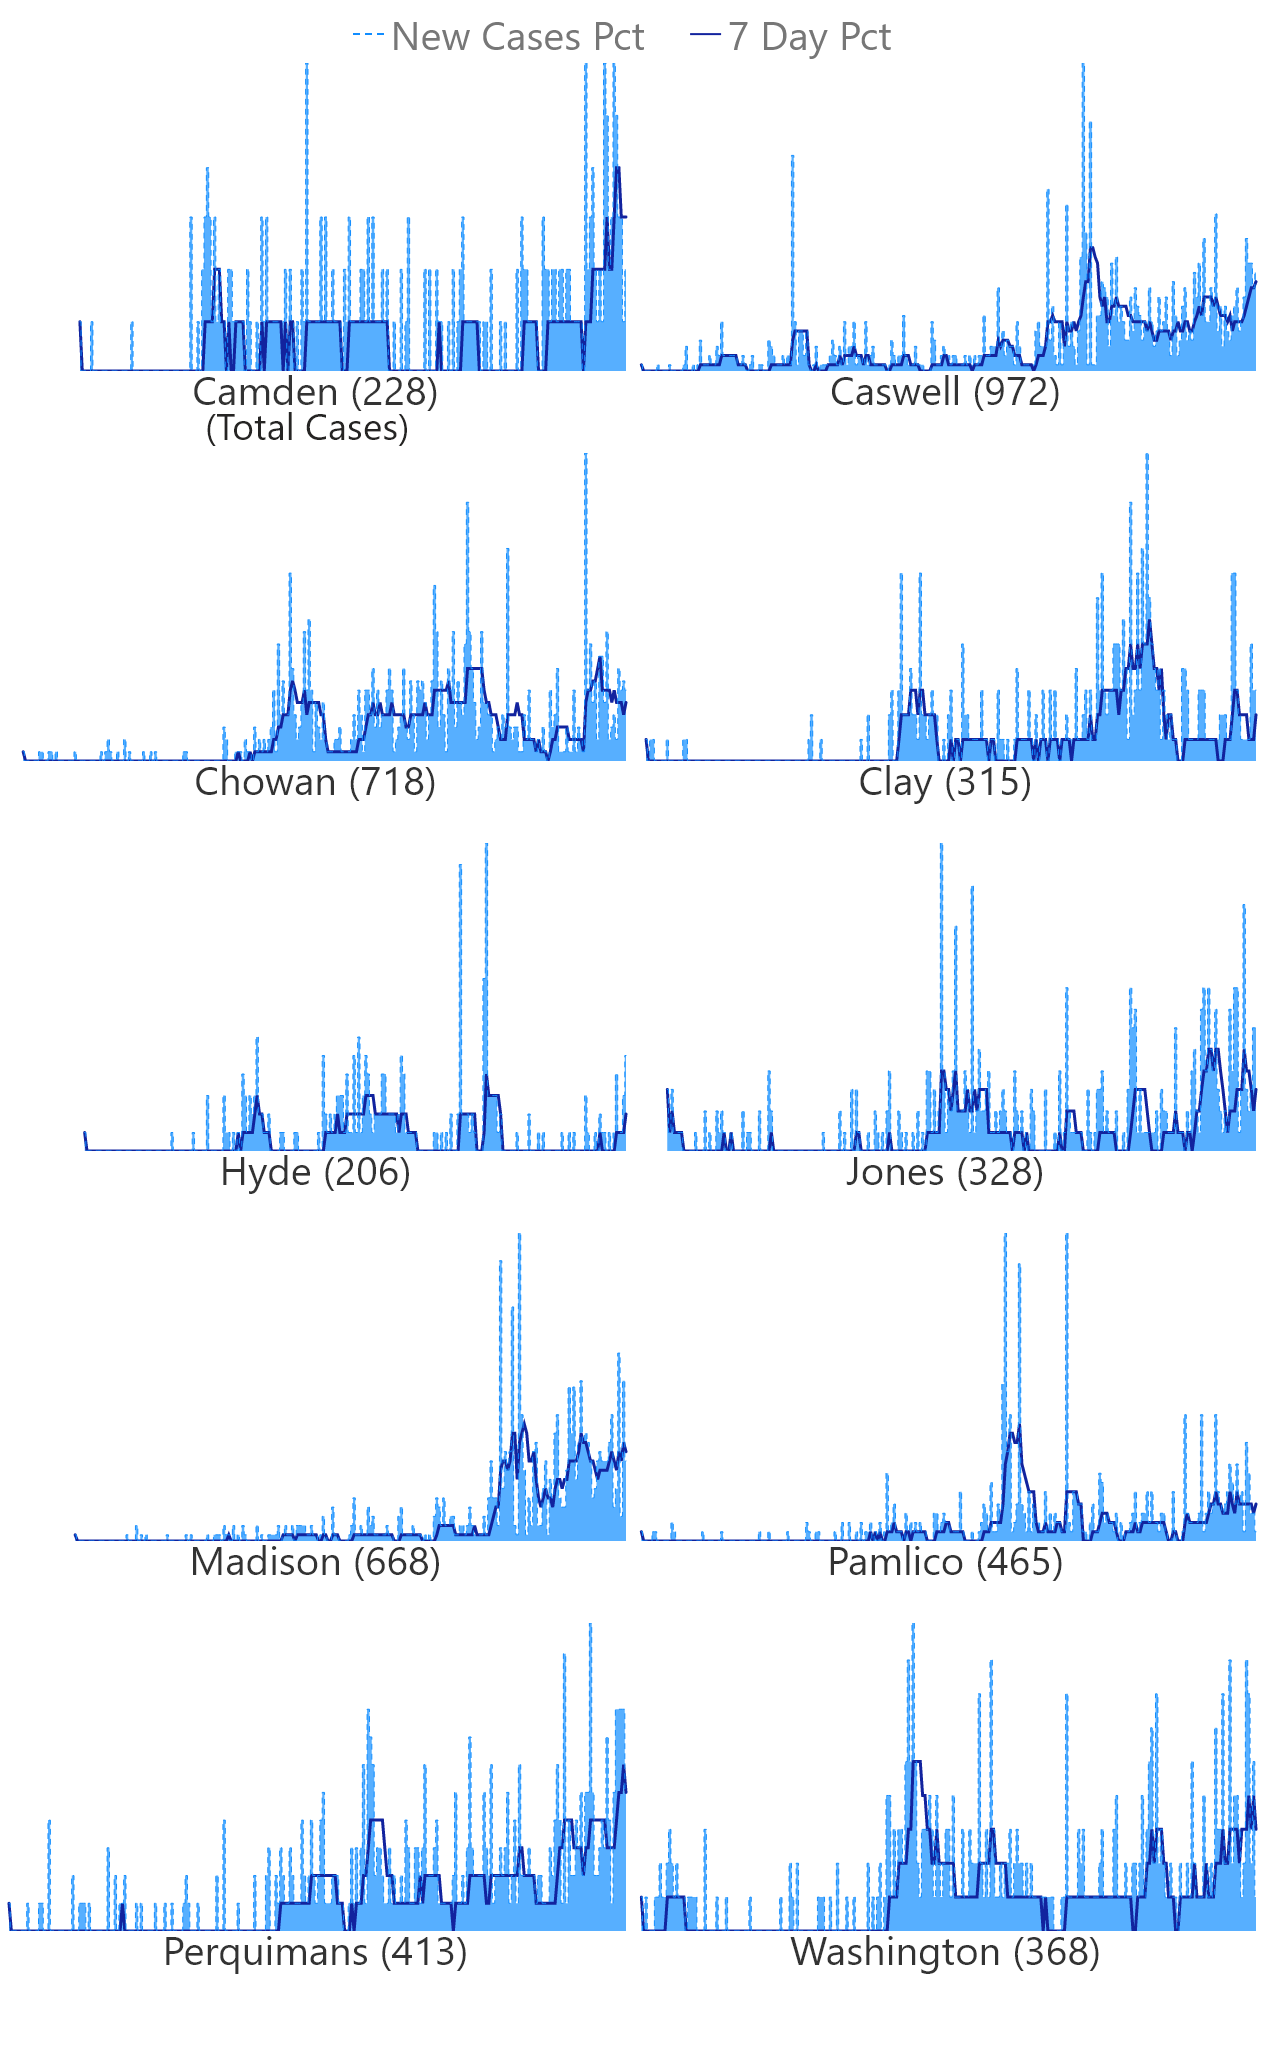 New Cases Pct 7 Day Pct
Camden (228) Caswell (972)
(Total Cases)
Chowan (718) Clay (315)
Hyde (206) Jones (328)
Madison (668) Pamlico (465)
Perquimans (413) Washington (368)